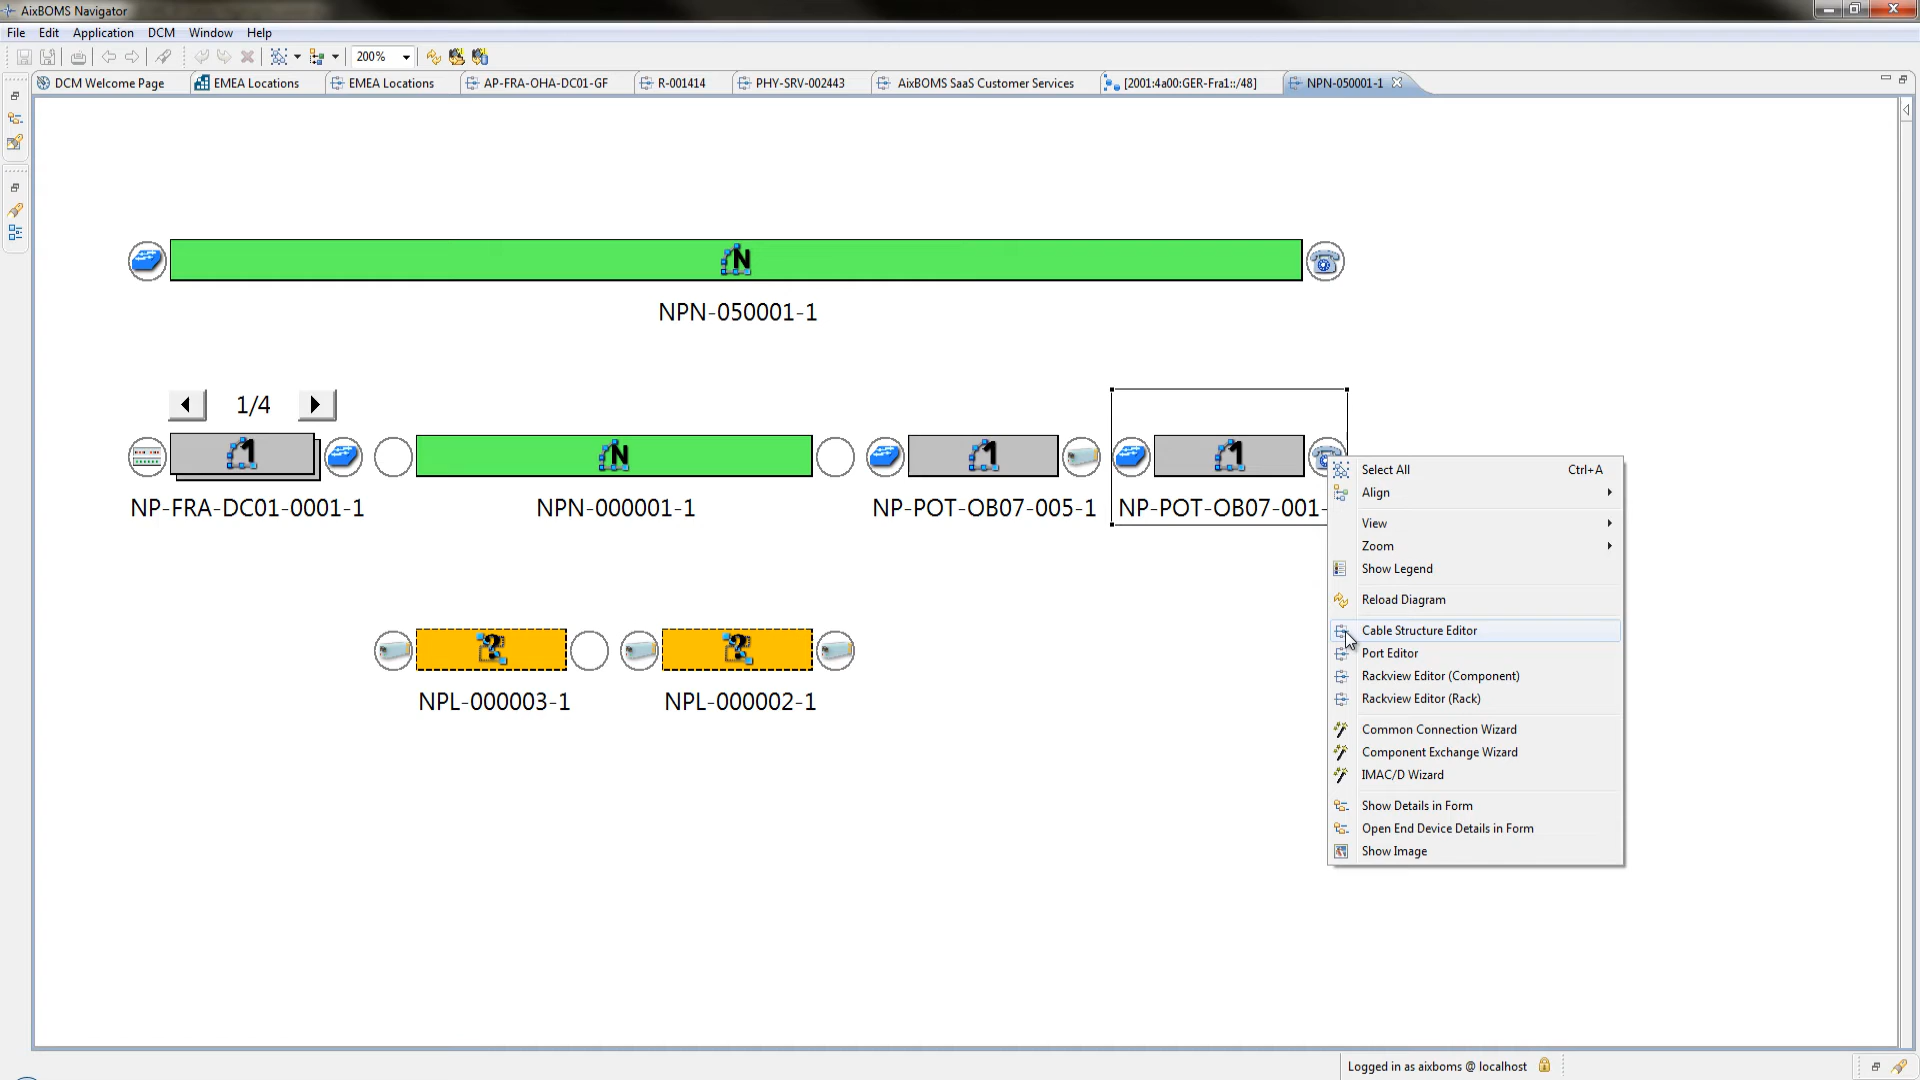 AixBOMS Navigator
File Edit Application DCM Window Help
200%
DCM Welcome Page EMEA Locations EMEA Locations AP-FRA-OHA-DC01-GF R-001414 PHY-SRV-002443 AixBOMS SaaS Customer Services [2001:4a00:GER-Fra1::/48] NPN-050001-1
N
NPN-050001-1
1/4
1 N 1 1
NP-FRA-DC01-0001-1 NPN-000001-1 NP-POT-OB07-005-1 NP-POT-OB07-001-
Select All Ctrl+A
Align
View
Zoom
Show Legend
Reload Diagram
Cable Structure Editor
Port Editor
Rackview Editor (Component)
Rackview Editor (Rack)
Common Connection Wizard
Component Exchange Wizard
IMAC/D Wizard
Show Details in Form
Open End Device Details in Form
Show Image
? ?
NPL-000003-1 NPL-000002-1
Logged in as aixboms @ localhost